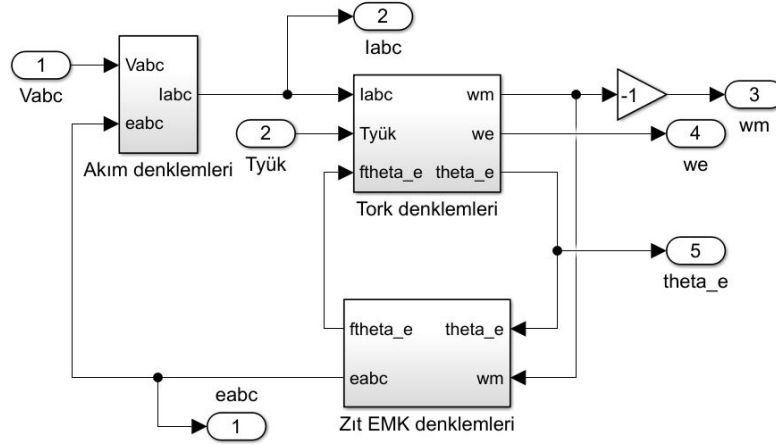 2
Iabc
1
Vabc
Vabc
Iabc
eabc
Akım denklemleri
2
Tyük
Iabc
wm
Tyük
we
ftheta_e
theta_e
Tork denklemleri
-1
3
wm
4
we
5
theta_e
ftheta_e
theta_e
eabc
wm
Zıt EMK denklemleri
eabc
1